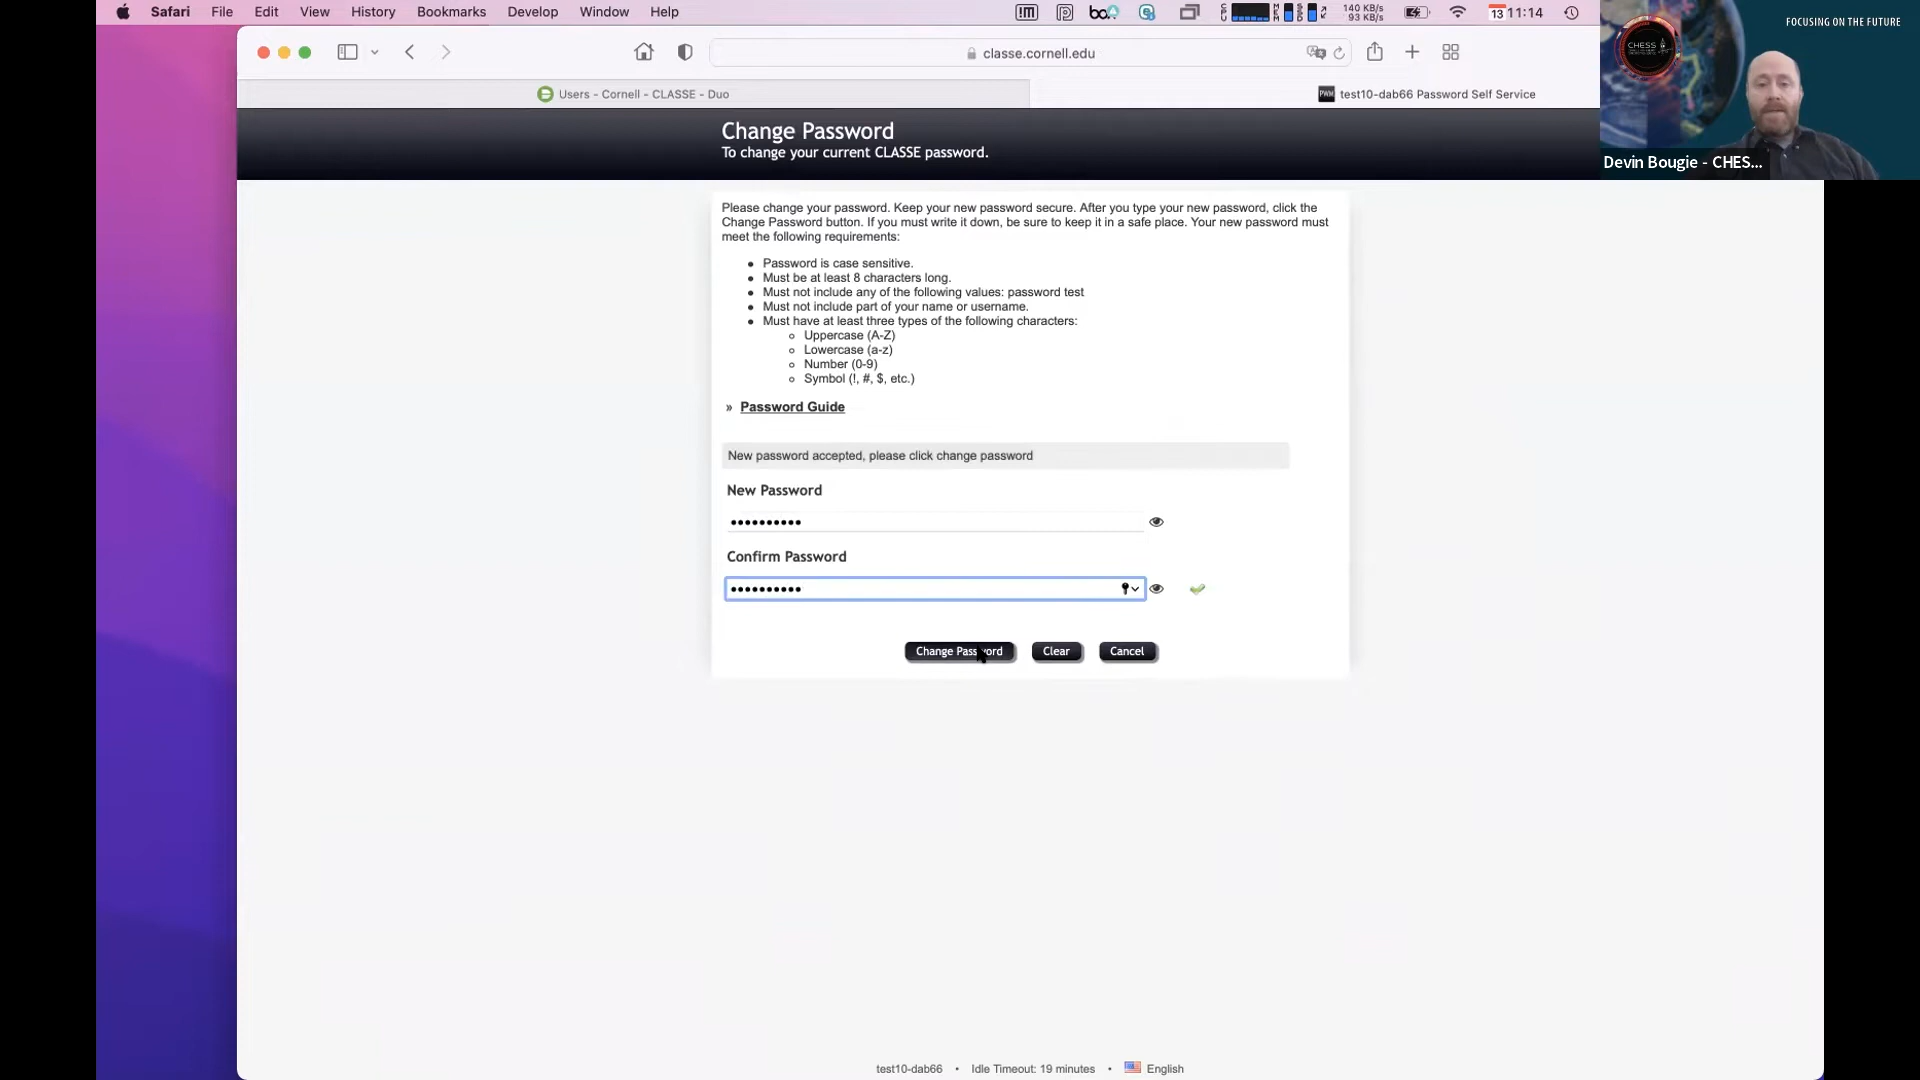 Safari File Edit View History Bookmarks Develop Window Help
140 KB/s
93 KB/s
13 11:14
FOCUSING ON THE FUTURE
CHESS
classe.cornell.edu
Users - Cornell - CLASSE - Duo
PWM test10-dab66 Password Self Service
Devin Bougie - CHES...
Change Password
To change your current CLASSE password.
Please change your password. Keep your new password secure. After you type your new password, click the
Change Password button. If you must write it down, be sure to keep it in a safe place. Your new password must
meet the following requirements:
Password is case sensitive.
Must be at least 8 characters long.
Must not include any of the following values: password test
Must not include part of your name or username.
Must have at least three types of the following characters:
Uppercase (A-Z)
Lowercase (a-z)
Number (0-9)
Symbol (!, #, $, etc.)
» Password Guide
New password accepted, please click change password
New Password
••••••••••
Confirm Password
••••••••••
Change Password Clear Cancel
test10-dab66 • Idle Timeout: 19 minutes • English